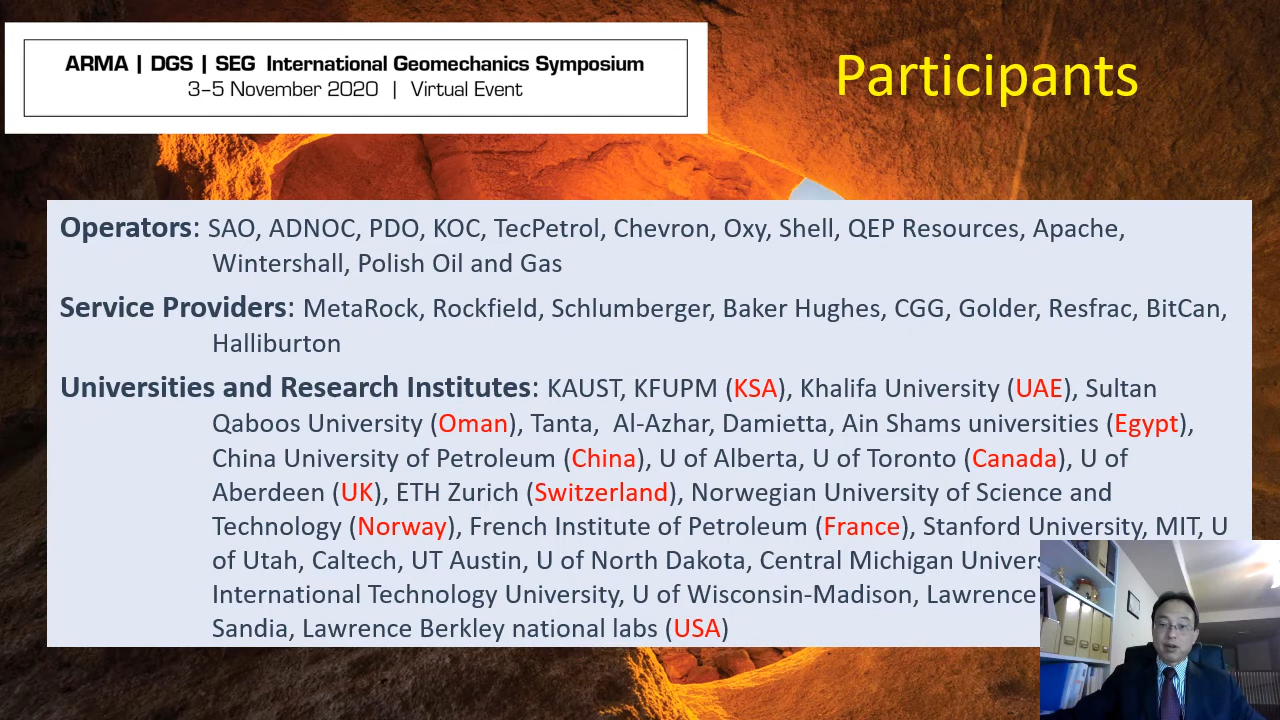 ARMA | DGS | SEG International Geomechanics Symposium
3–5 November 2020 | Virtual Event
Participants
Operators: SAO, ADNOC, PDO, KOC, TecPetrol, Chevron, Oxy, Shell, QEP Resources, Apache,
Wintershall, Polish Oil and Gas
Service Providers: MetaRock, Rockfield, Schlumberger, Baker Hughes, CGG, Golder, Resfrac, BitCan,
Halliburton
Universities and Research Institutes: KAUST, KFUPM (KSA), Khalifa University (UAE), Sultan
Qaboos University (Oman), Tanta, Al-Azhar, Damietta, Ain Shams universities (Egypt),
China University of Petroleum (China), U of Alberta, U of Toronto (Canada), U of
Aberdeen (UK), ETH Zurich (Switzerland), Norwegian University of Science and
Technology (Norway), French Institute of Petroleum (France), Stanford University, MIT, U
of Utah, Caltech, UT Austin, U of North Dakota, Central Michigan
International Technology University, U of Wisconsin-Madison, Lawrence
Sandia, Lawrence Berkley national labs (USA)